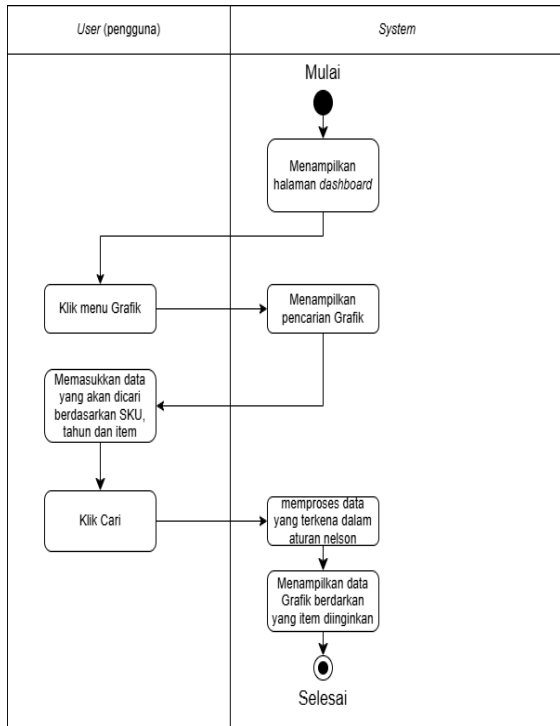 User (pengguna)
System
Mulai
Menampilkan
halaman dashboard
Klik menu Grafik
Menampilkan
pencarian Grafik
Memasukkan data
yang akan dicari
berdasarkan SKU,
tahun dan item
Klik Cari
memproses data
yang terkena dalam
aturan nelson
Menampilkan data
Grafik berdarkan
yang item diinginkan
Selesai